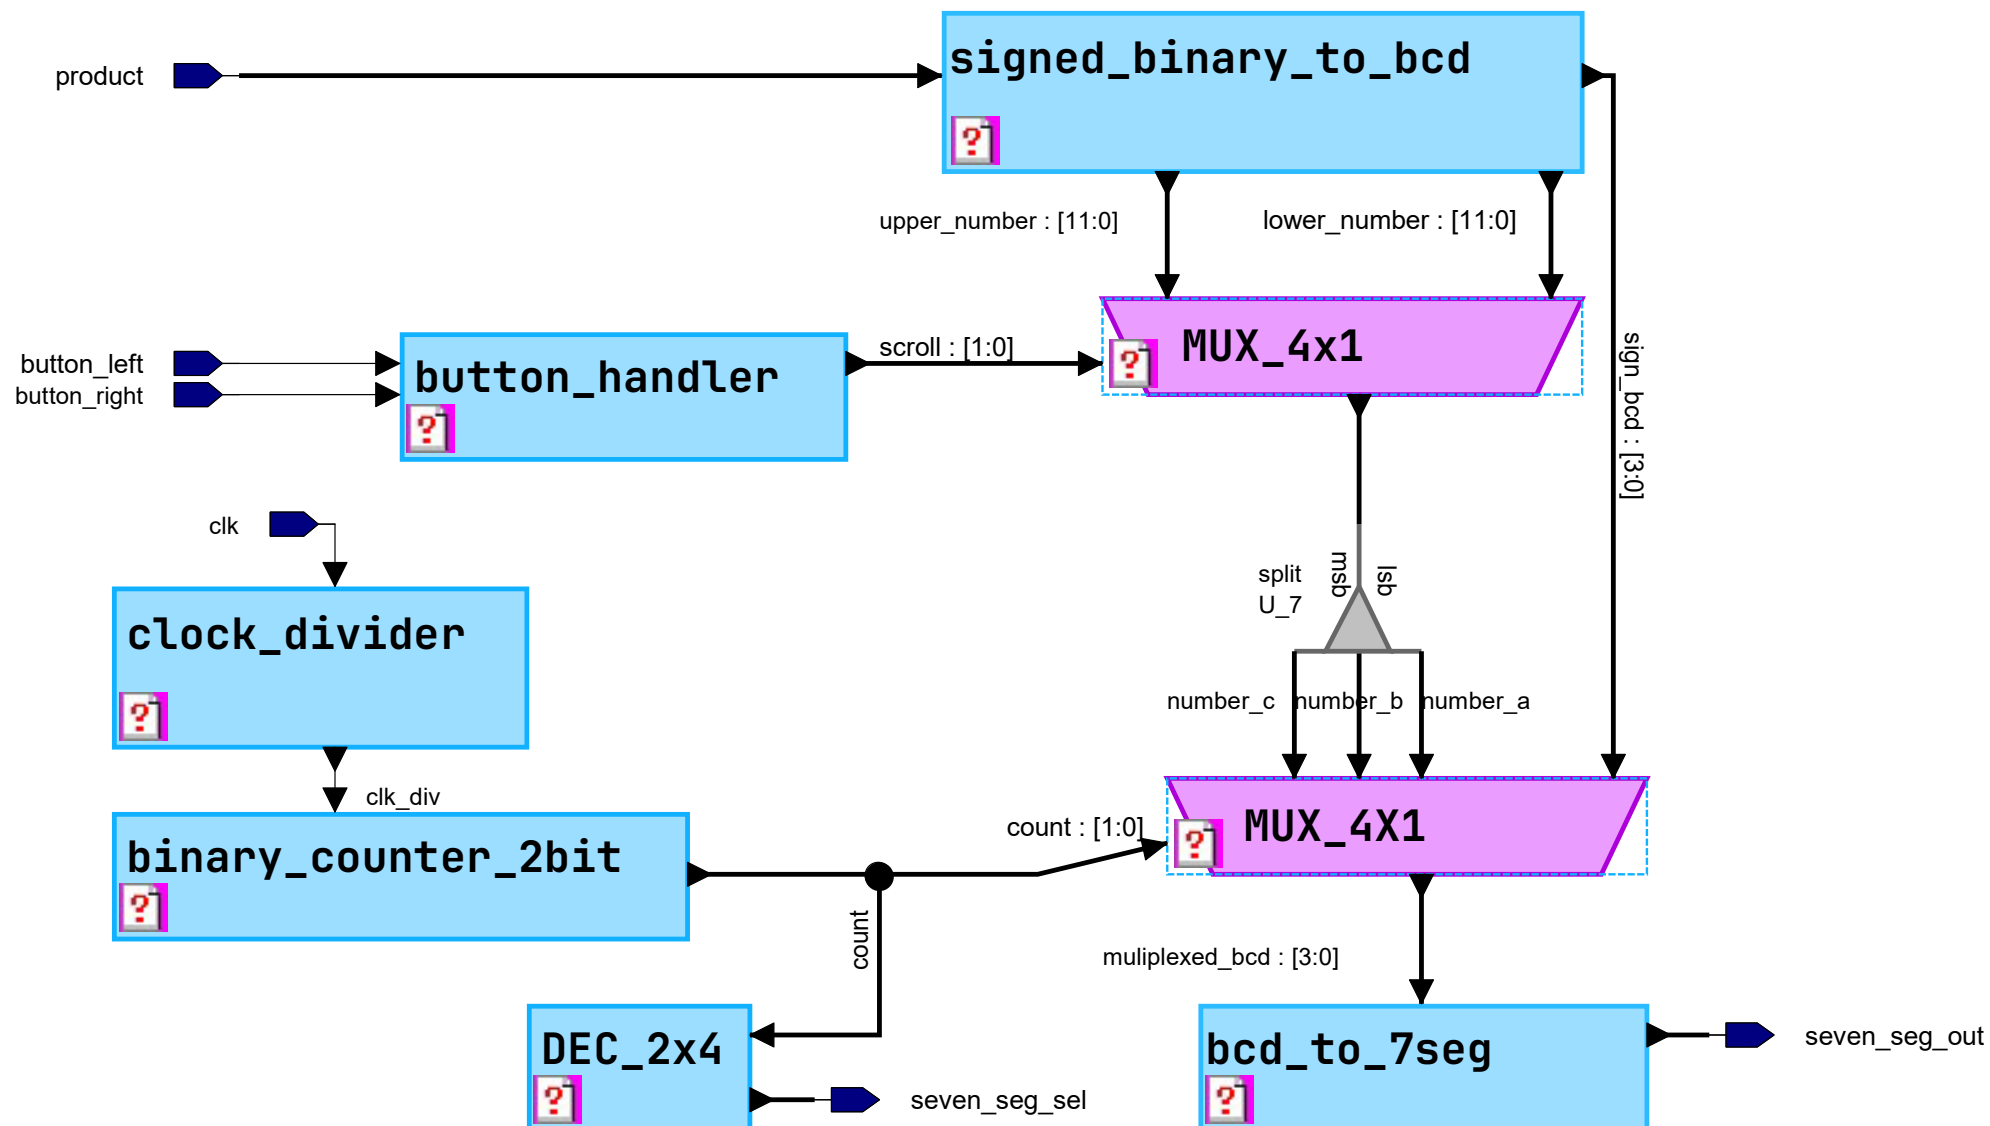 signed_binary_to_bcd
product
?
upper_number : [11:0]
lower_number : [11:0]
MUX_4x1
?
scroll : [1:0]
button_left
button_right
button_handler
?
sign_bcd : [3:0]
clk
split
U_7
msb
lsb
clock_divider
?
number_c
number_b
number_a
clk_div
MUX_4X1
?
count : [1:0]
binary_counter_2bit
?
count
muliplexed_bcd : [3:0]
DEC_2x4
?
seven_seg_sel
bcd_to_7seg
?
seven_seg_out